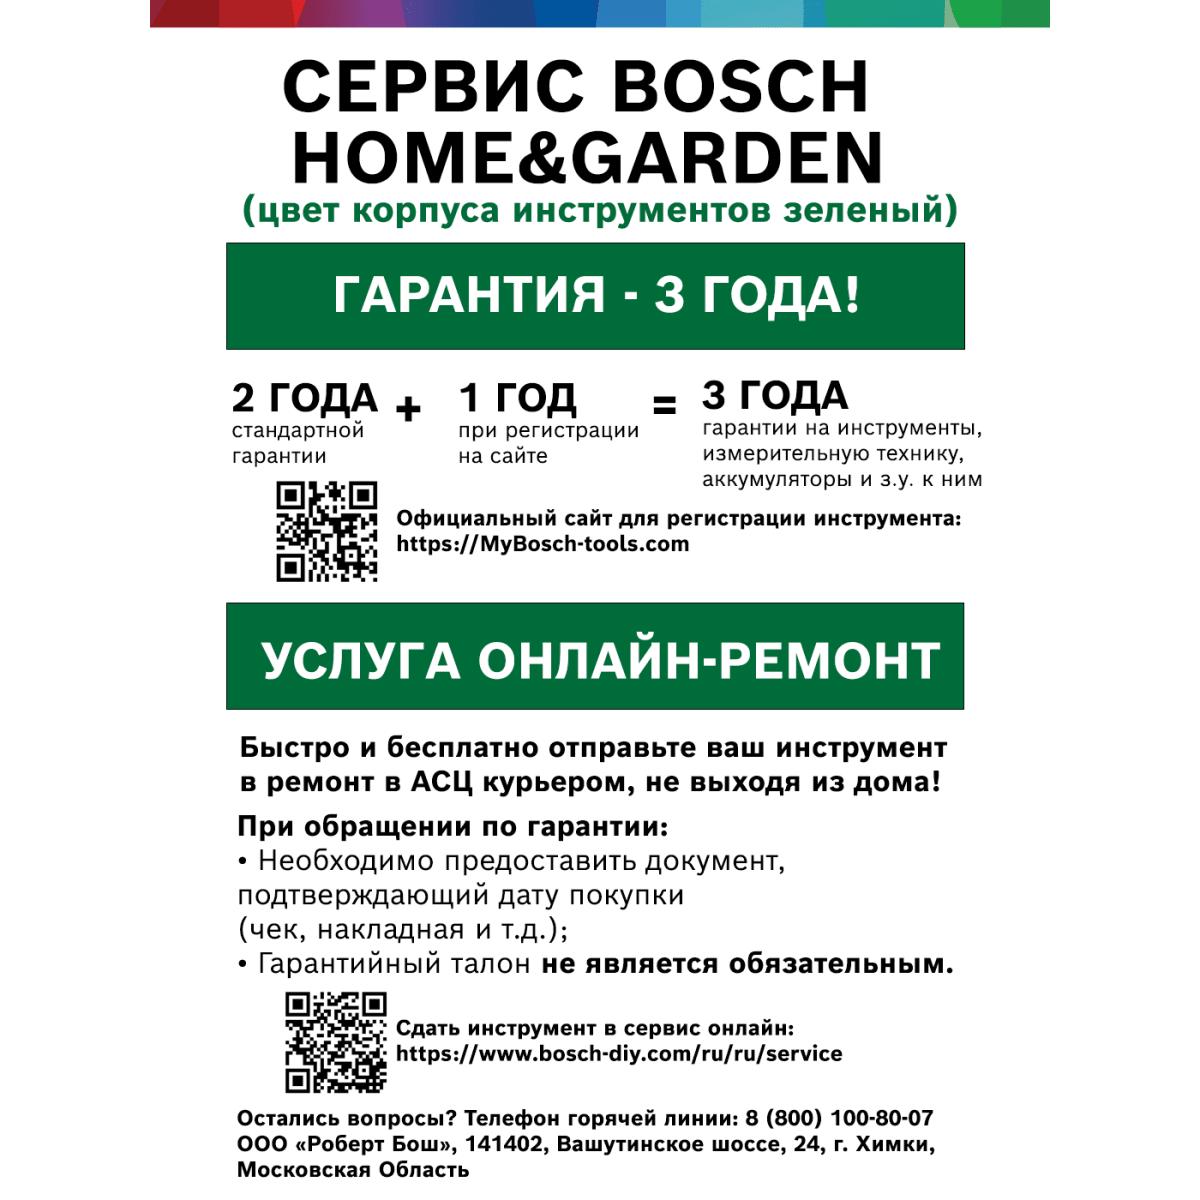 СЕРВИС BOSCH
HOME&GARDEN
(цвет корпуса инструментов зеленый)
ГАРАНТИЯ - 3 ГОДА!
2 ГОДА + 1 ГОД = 3 ГОДА
стандартной при регистрации гарантии на инструменты,
гарантии на сайте измерительную технику,
аккумуляторы и з.у. к ним
Официальный сайт для регистрации инструмента:
https://MyBosch-tools.com
УСЛУГА ОНЛАЙН-РЕМОНТ
Быстро и бесплатно отправьте ваш инструмент
в ремонт в АСЦ курьером, не выходя из дома!
При обращении по гарантии:
• Необходимо предоставить документ,
подтверждающий дату покупки
(чек, накладная и т.д.);
• Гарантийный талон не является обязательным.
Сдать инструмент в сервис онлайн:
https://www.bosch-diy.com/ru/ru/service
Остались вопросы? Телефон горячей линии: 8 (800) 100-80-07
ООО «Роберт Бош», 141402, Вашутинское шоссе, 24, г. Химки,
Московская Область